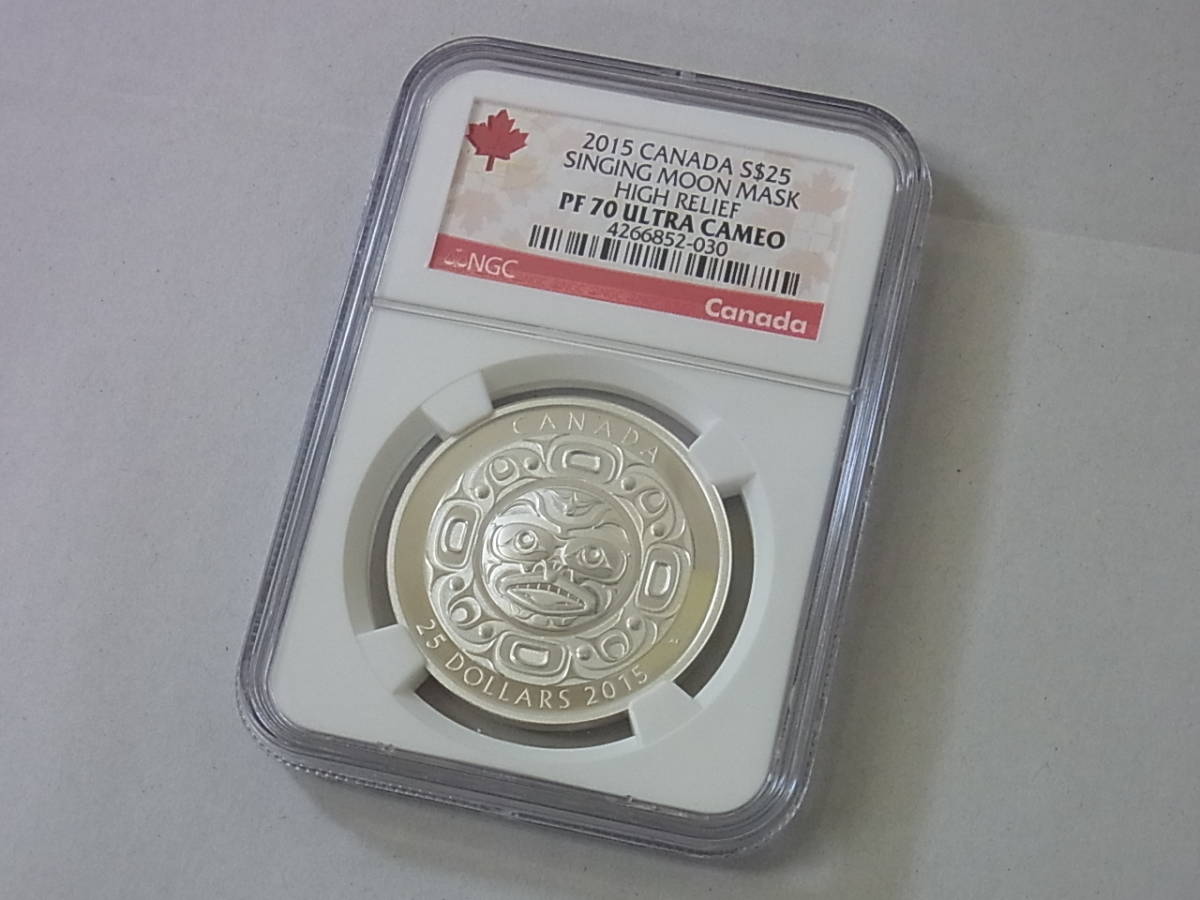 2015 CANADA S$25
SINGING MOON MASK
HIGH RELIEF
PF 70 ULTRA CAMEO
4266852-030
NGC
Canada
CANADA
25 DOLLARS 2015